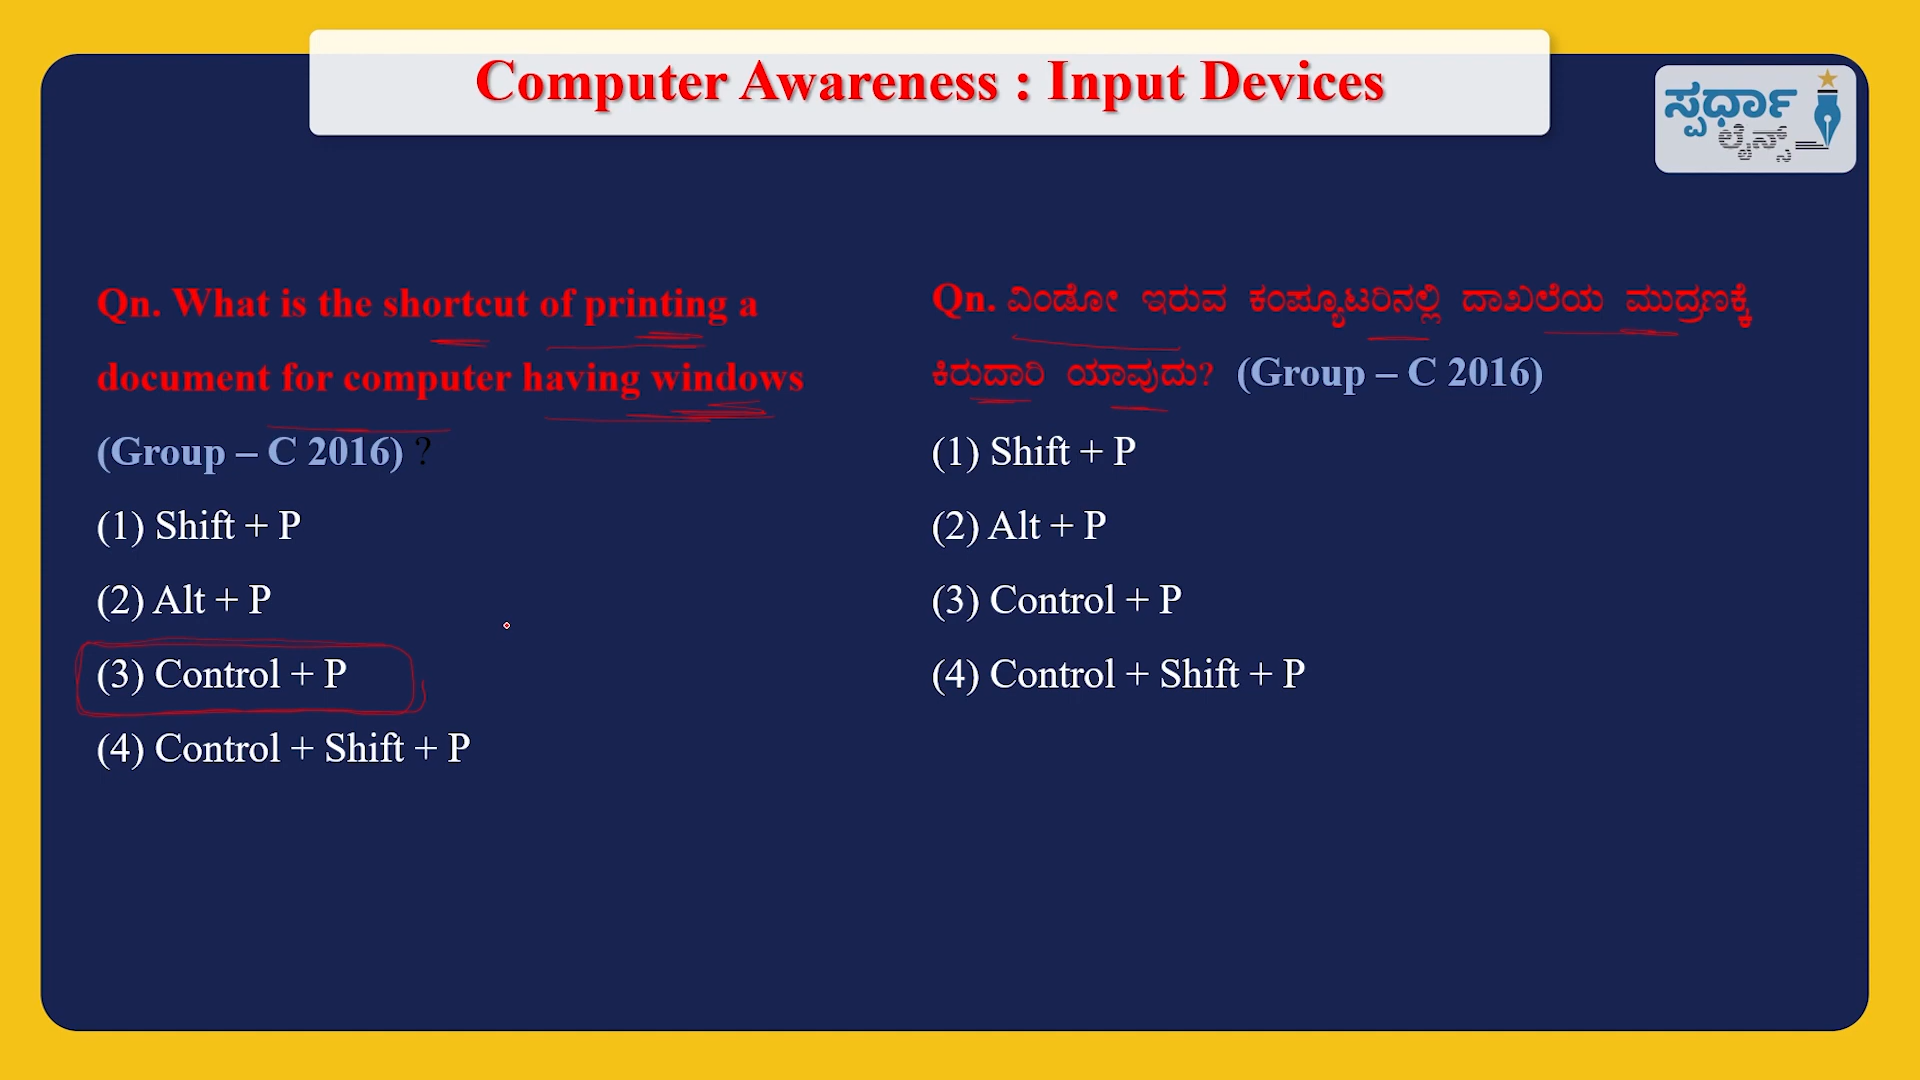 Computer Awareness : Input Devices
ಸ್ಪರ್ಧಾ
ಲೈನ್ಸ್
Qn. What is the shortcut of printing a
document for computer having windows
(Group – C 2016) ?
(1) Shift + P
(2) Alt + P
(3) Control + P
(4) Control + Shift + P
Qn. ವಿಂಡೋ ಇರುವ ಕಂಪ್ಯೂಟರಿನಲ್ಲಿ ದಾಖಲೆಯ ಮುದ್ರಣಕ್ಕೆ
ಕಿರುದಾರಿ ಯಾವುದು? (Group – C 2016)
(1) Shift + P
(2) Alt + P
(3) Control + P
(4) Control + Shift + P